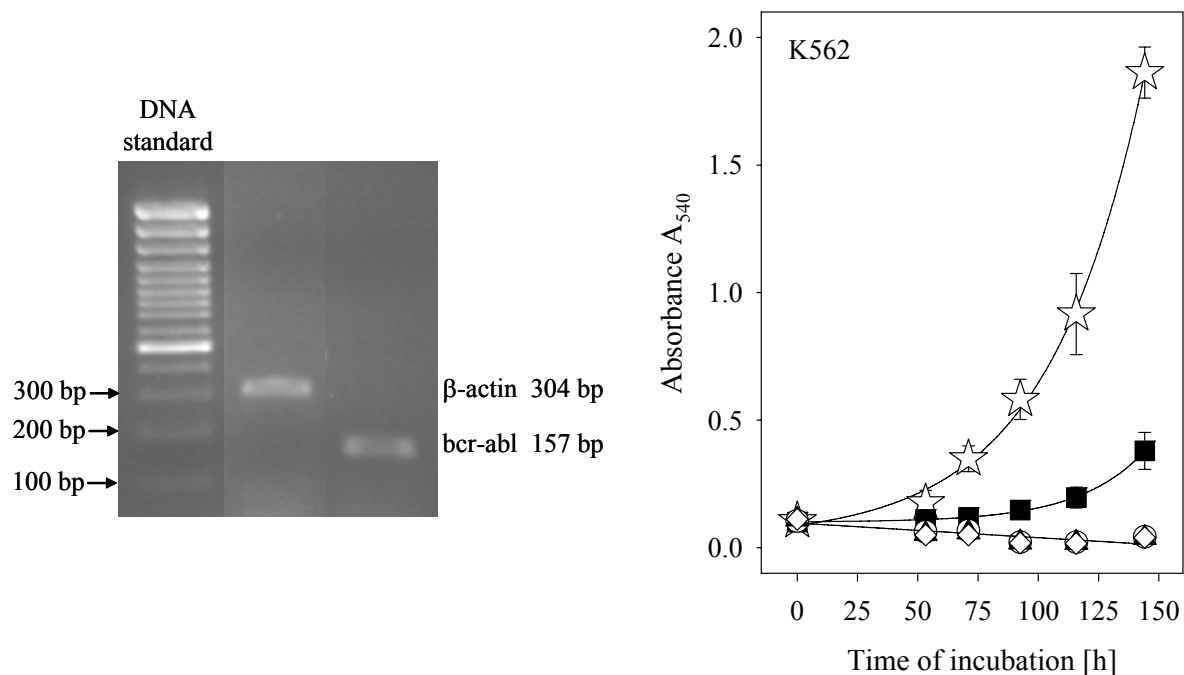 DNA
standard
300 bp
200 bp
100 bp
β-actin 304 bp
bcr-abl 157 bp
K562
Absorbance A540
2.0
1.5
1.0
0.5
0.0
0 25 50 75 100 125 150
Time of incubation [h]